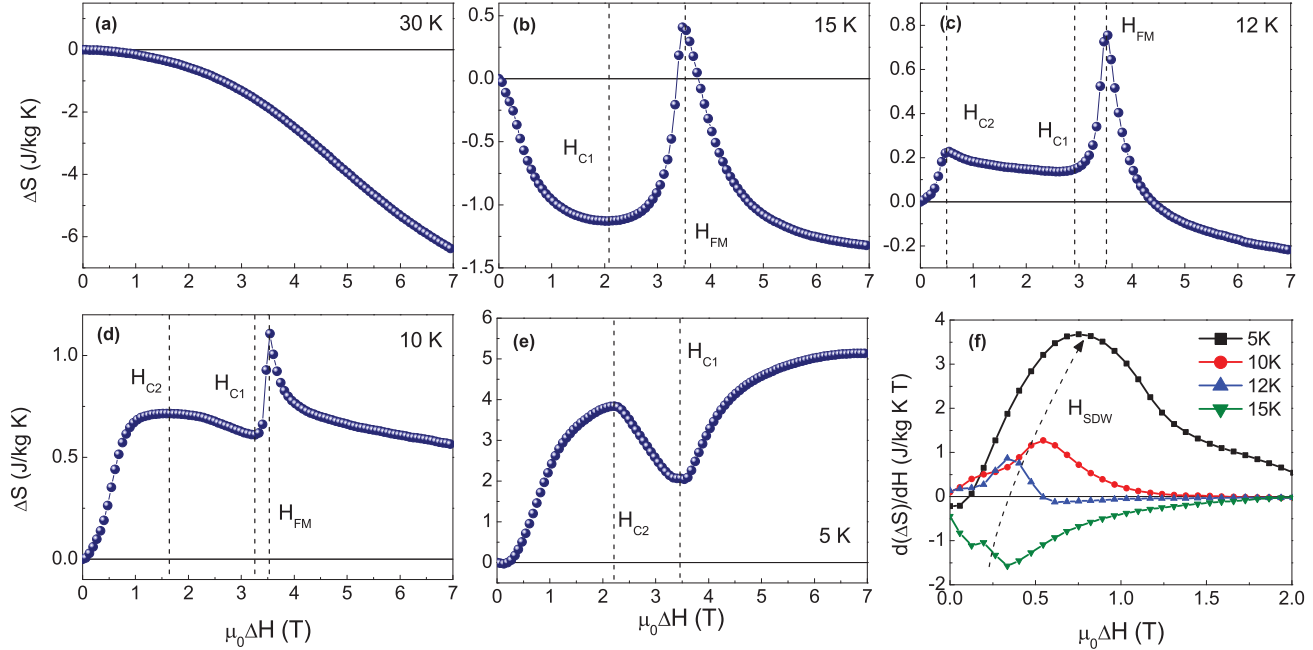 (a) 30 K
0
-2
-4
-6
0 1 2 3 4 5 6 7
ΔS (J/kg K)
(b) 15 K
0.5
0.0
-0.5
-1.0
-1.5
0 1 2 3 4 5 6 7
H_C1
H_FM
(c) 12 K
0.8
0.6
0.4
0.2
0.0
-0.2
0 1 2 3 4 5 6 7
H_FM
H_C2
H_C1
(d) 10 K
1.0
0.5
0.0
0 1 2 3 4 5 6 7
ΔS (J/kg K)
μ₀ΔH (T)
H_C2
H_C1
H_FM
(e)
6
5
4
3
2
1
0
0 1 2 3 4 5 6 7
μ₀ΔH (T)
H_C1
H_C2
5 K
(f)
4
3
2
1
0
-1
-2
0.0 0.5 1.0 1.5 2.0
d(ΔS)/dH (J/kg K T)
μ₀ΔH (T)
5K
10K
12K
15K
H_SDW